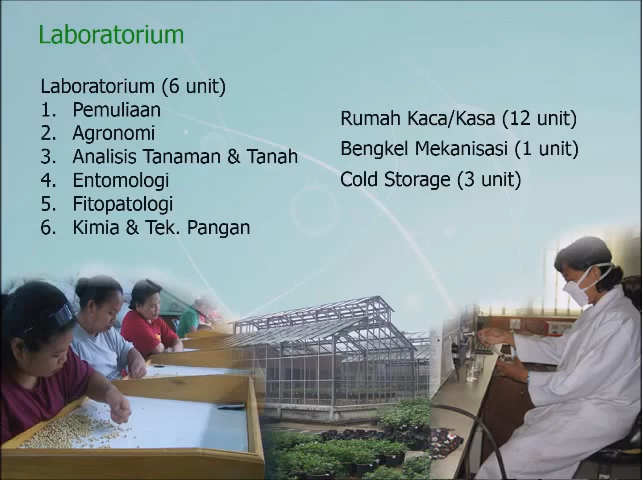 Laboratorium
Laboratorium (6 unit)
1. Pemuliaan
2. Agronomi
3. Analisis Tanaman & Tanah
4. Entomologi
5. Fitopatologi
6. Kimia & Tek. Pangan
Rumah Kaca/Kasa (12 unit)
Bengkel Mekanisasi (1 unit)
Cold Storage (3 unit)